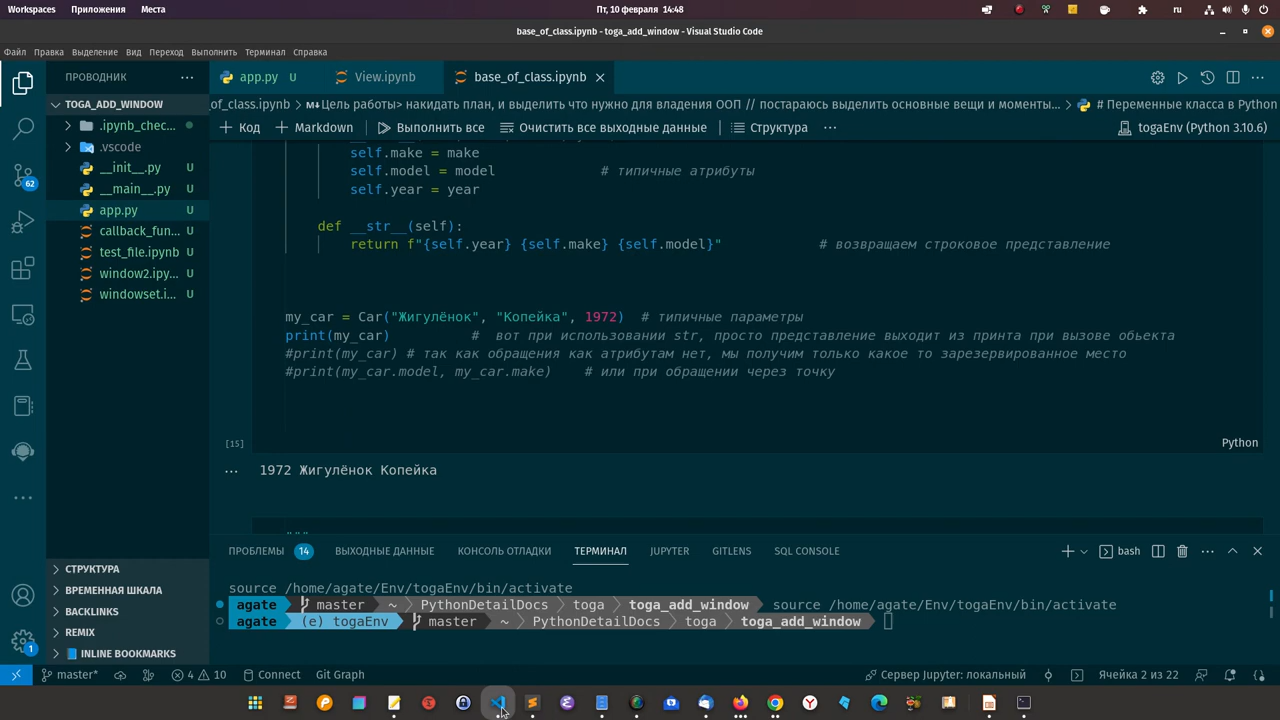 Workspaces Приложения Места
Пт, 10 февраля 14:48
ru
base_of_class.ipynb - toga_add_window - Visual Studio Code
Файл Правка Выделение Вид Переход Выполнить Терминал Справка
ПРОВОДНИК
app.py U
View.ipynb
base_of_class.ipynb
TOGA_ADD_WINDOW
_of_class.ipynb > M↓Цель работы> накидать план, и выделить что нужно для владения ООП // постараюсь выделить основные вещи и моменты... > # Переменные класса в Python
.ipynb_chec...
Код
Markdown
Выполнить все
Очистить все выходные данные
Структура
togaEnv (Python 3.10.6)
.vscode
__init__.py U
__main__.py U
app.py U
callback_fun... U
test_file.ipynb U
window2.ipy... U
windowset.i... U
62
self.make = make
self.model = model # типичные атрибуты
self.year = year
def __str__(self):
return f"{self.year} {self.make} {self.model}" # возвращаем строковое представление
my_car = Car("Жигулёнок", "Копейка", 1972) # типичные параметры
print(my_car) # вот при использовании str, просто представление выходит из принта при вызове обьекта
#print(my_car) # так как обращения как атрибутам нет, мы получим только какое то зарезервированное место
#print(my_car.model, my_car.make) # или при обращении через точку
[15]
Python
1972 Жигулёнок Копейка
"""
ПРОБЛЕМЫ 14 ВЫХОДНЫЕ ДАННЫЕ КОНСОЛЬ ОТЛАДКИ ТЕРМИНАЛ JUPYTER GITLENS SQL CONSOLE
bash
source /home/agate/Env/togaEnv/bin/activate
agate master ~ PythonDetailDocs toga toga_add_window source /home/agate/Env/togaEnv/bin/activate
agate (e) togaEnv master ~ PythonDetailDocs toga toga_add_window
СТРУКТУРА
ВРЕМЕННАЯ ШКАЛА
BACKLINKS
REMIX
INLINE BOOKMARKS
1
master* 4 10 Connect Git Graph
Сервер Jupyter: локальный
Ячейка 2 из 22